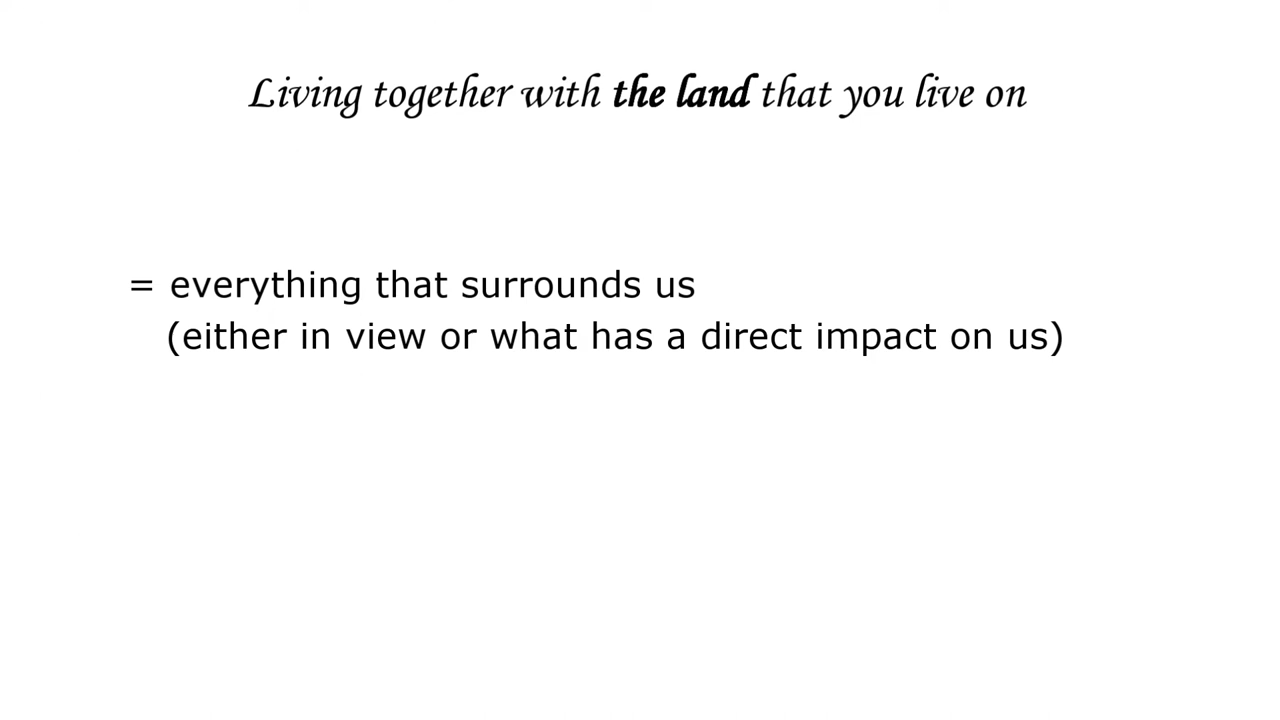 Living together with the land that you live on
= everything that surrounds us
(either in view or what has a direct impact on us)